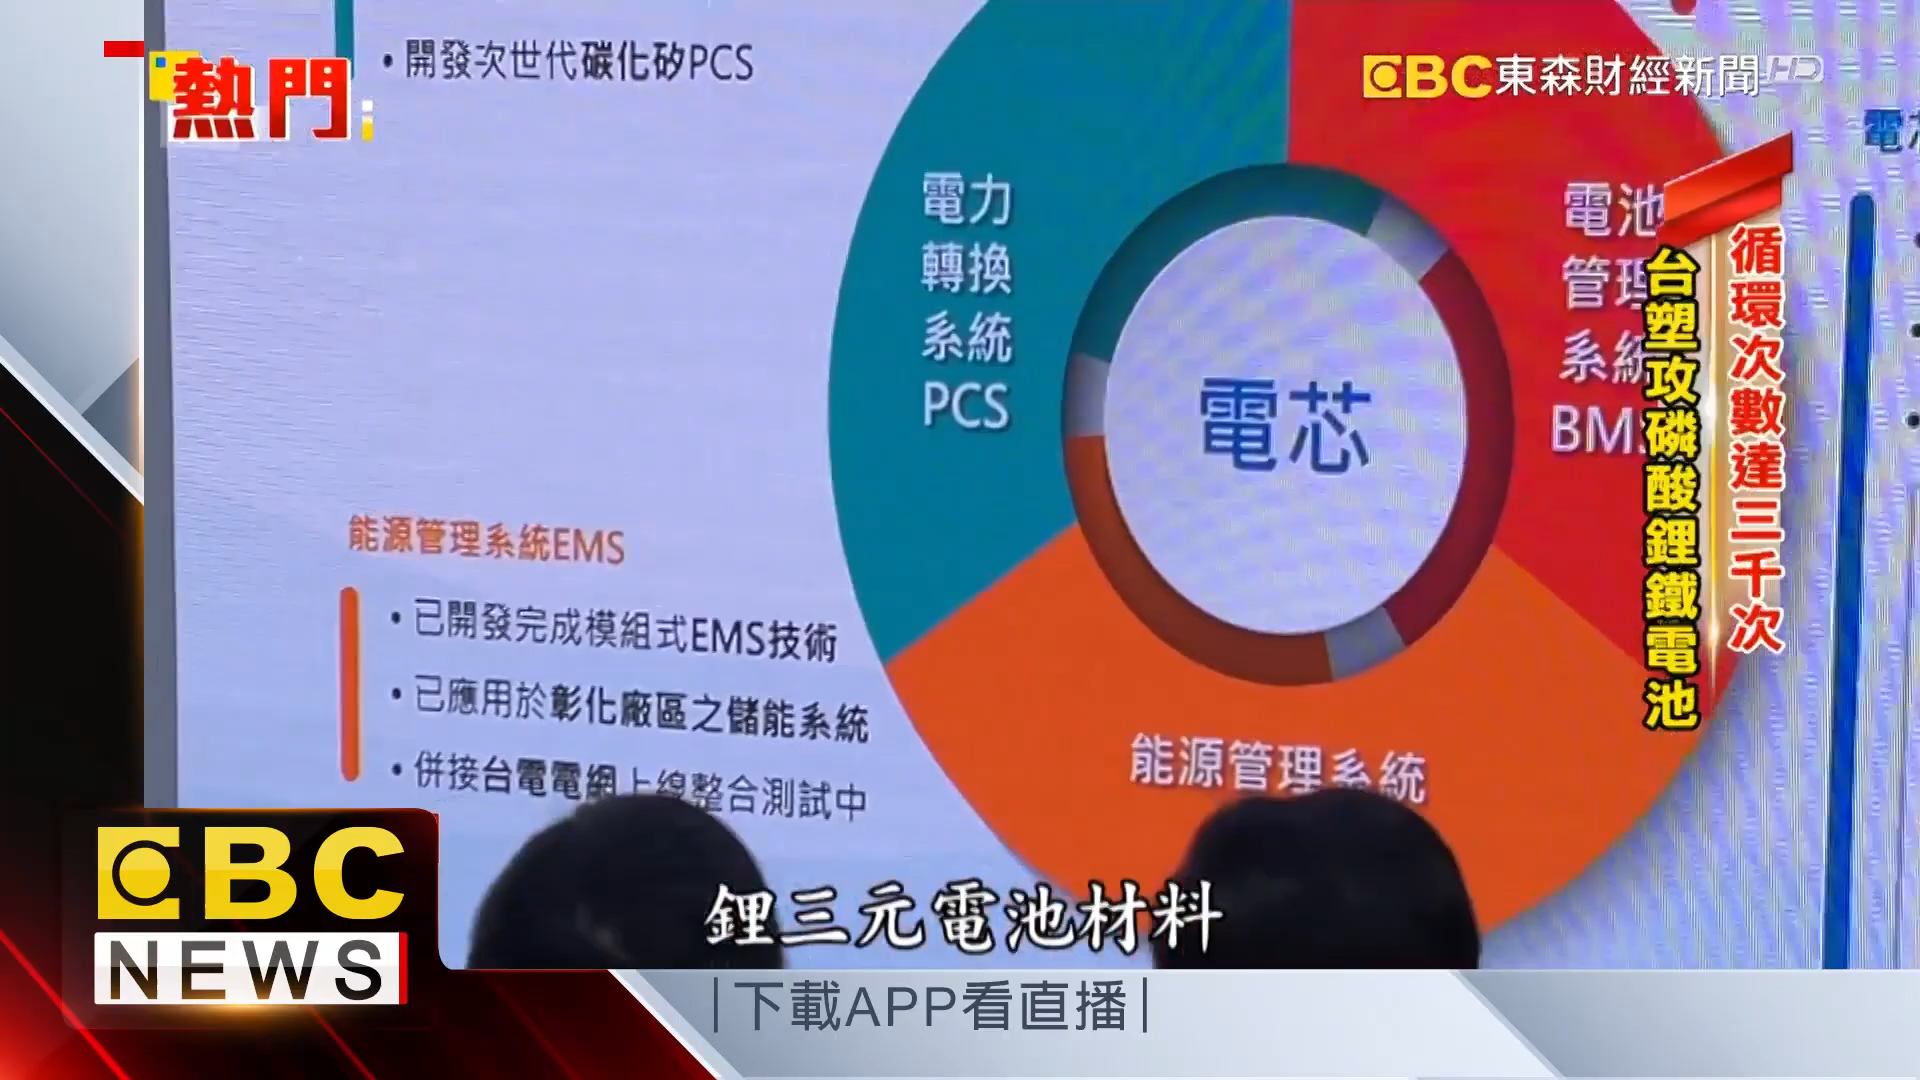 熱門
EBC東森財經新聞HD
• 開發次世代碳化矽PCS
電力
轉換
系統
PCS
電池
管理
系統
BMS
電芯
能源管理系統
能源管理系統EMS
• 已開發完成模組式EMS技術
• 已應用於彰化廠區之儲能系統
• 併接台電電網上線整合測試中
循環次數達三千次
台塑攻磷酸鋰鐵電池
鋰三元電池材料
EBC
NEWS
|下載APP看直播|